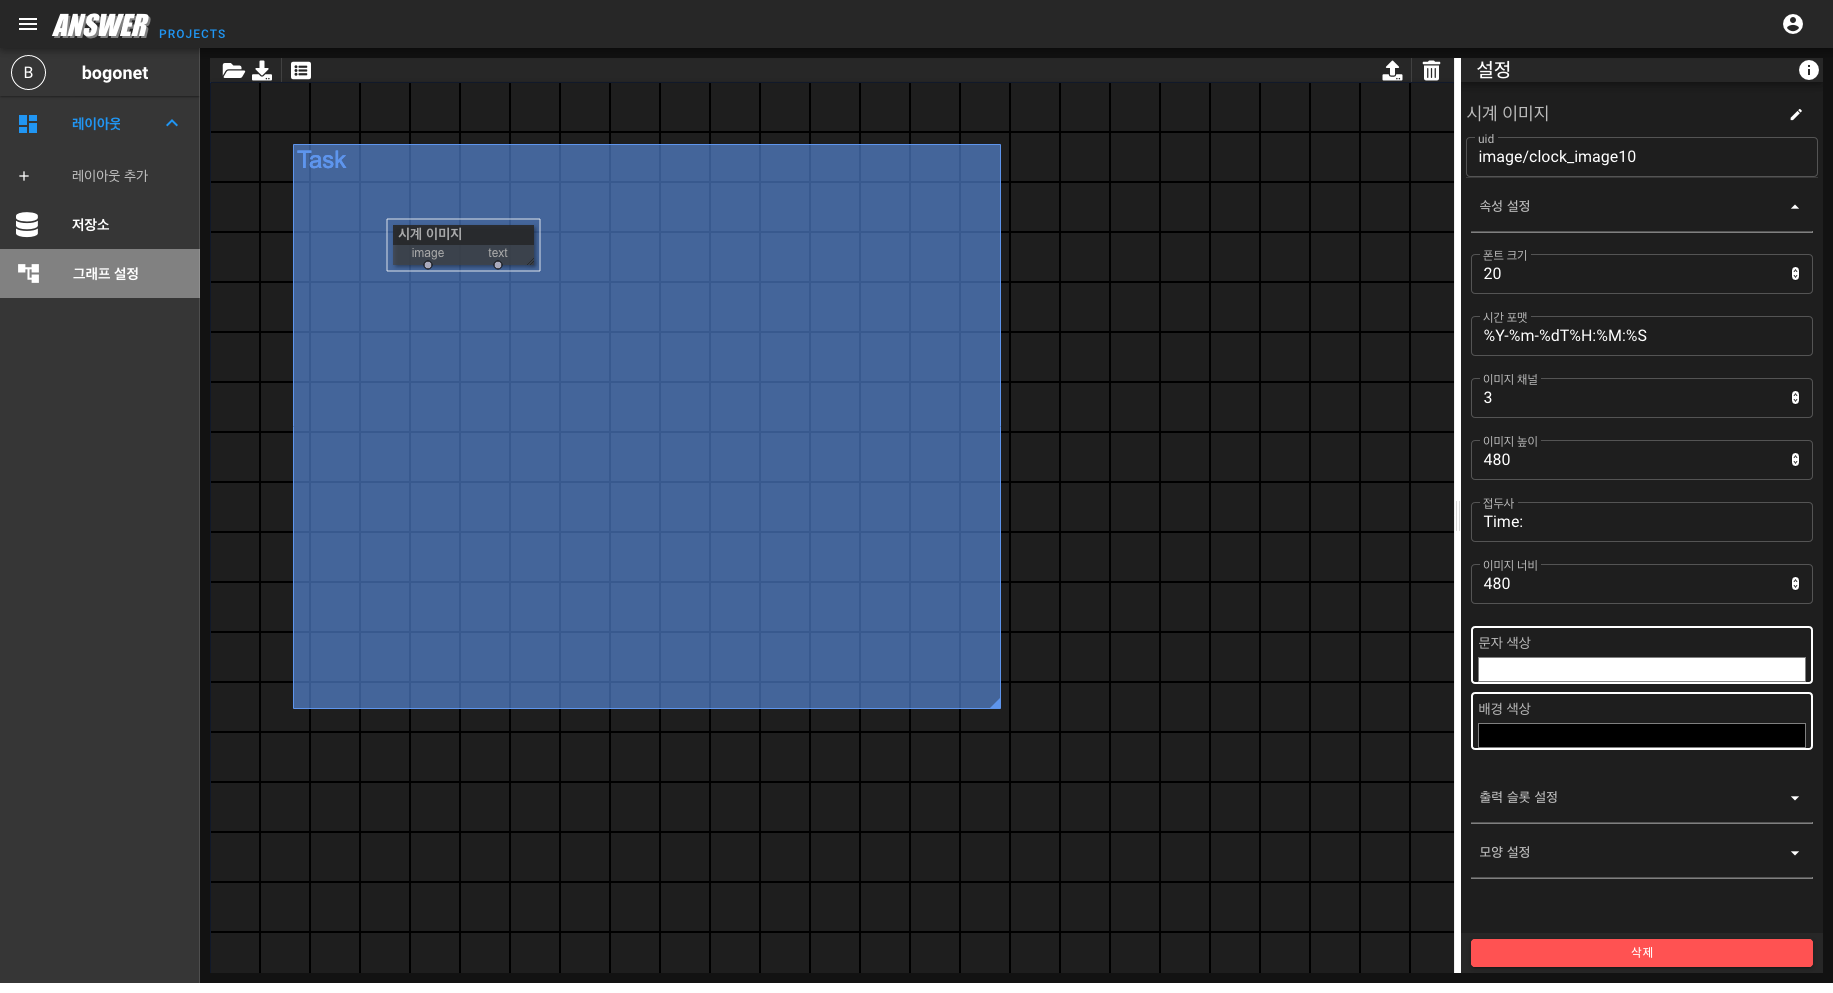 ANSWER PROJECTS
B bogonet
레이아웃
레이아웃 추가
저장소
그래프 설정
Task
시계 이미지
image text
설정
시계 이미지
uid
image/clock_image10
속성 설정
폰트 크기
20
시간 포맷
%Y-%m-%dT%H:%M:%S
이미지 채널
3
이미지 높이
480
접두사
Time:
이미지 너비
480
문자 색상
배경 색상
출력 슬롯 설정
모양 설정
삭제